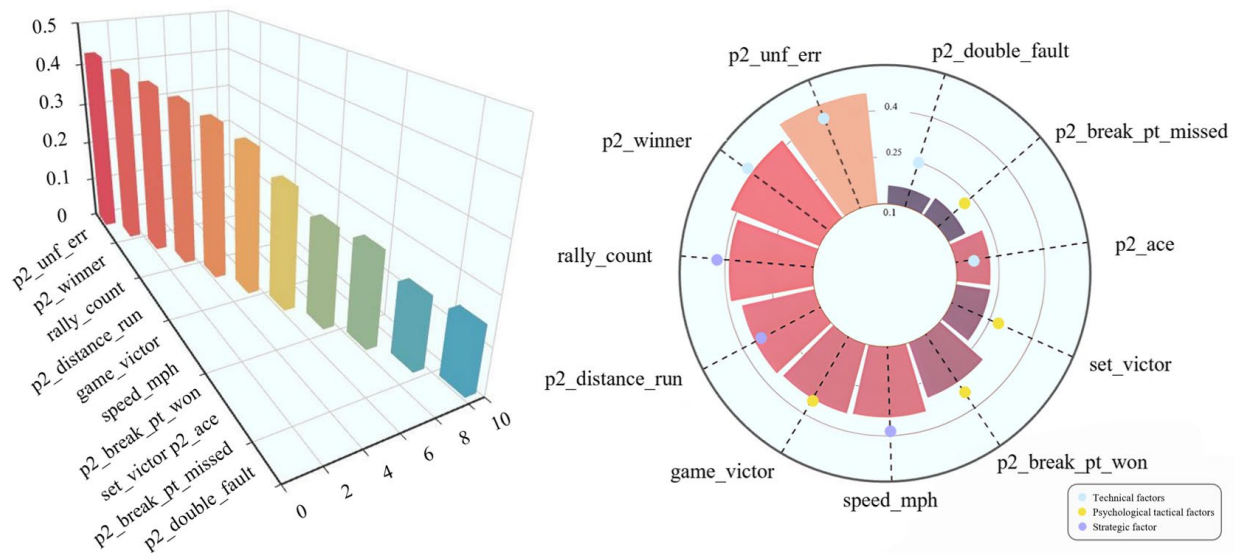 0.5
0.4
0.3
0.2
0.1
0
p2_unf_err
p2_winner
rally_count
p2_distance_run
game_victor
speed_mph
p2_break_pt_won
set_victor p2_ace
p2_break_pt_missed
p2_double_fault
0
2
4
6
8
10
p2_unf_err
p2_double_fault
p2_winner
p2_break_pt_missed
rally_count
p2_ace
p2_distance_run
set_victor
game_victor
p2_break_pt_won
speed_mph
0.4
0.25
0.1
Technical factors
Psychological tactical factors
Strategic factor